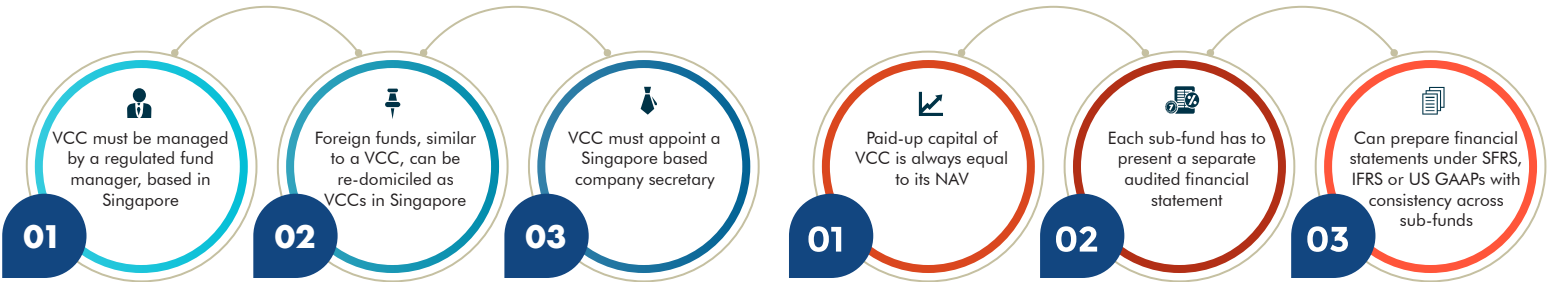 VCC must be managed
by a regulated fund
manager, based in
Singapore
01
Foreign funds, similar
to a VCC, can be
re-domiciled as
VCCs in Singapore
02
VCC must appoint a
Singapore based
company secretary
03
Paid-up capital of
VCC is always equal
to its NAV
01
Each sub-fund has to
present a separate
audited financial
statement
02
Can prepare financial
statements under SFRS,
IFRS or US GAAPs with
consistency across
sub-funds
03